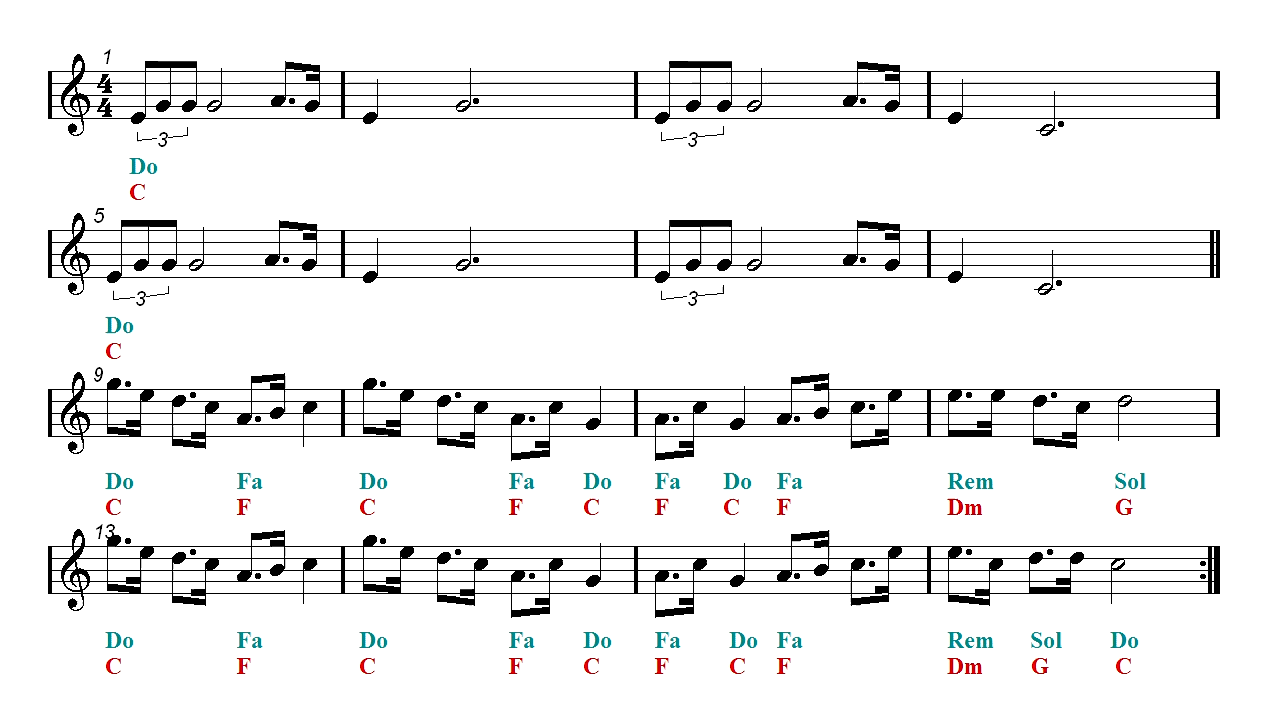 1
4
4
3 3
Do
C
5
3 3
Do
C
9
Do Fa Do Fa Do Fa Do Fa Rem Sol
C F C F C F C F Dm G
13
Do Fa Do Fa Do Fa Do Fa Rem Sol Do
C F C F C F C F Dm G C